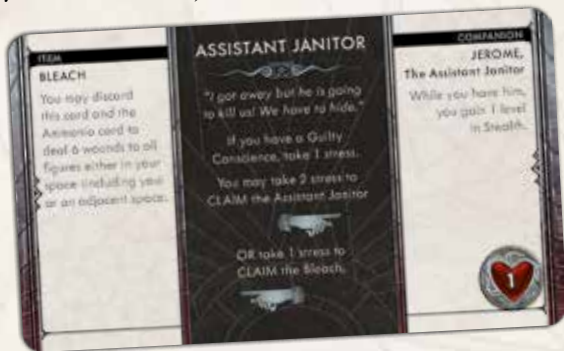 ITEM
BLEACH
You may discard
this card and the
Ammonia card to
deal 6 wounds to all
figures either in your
space (including you)
or an adjacent space.
ASSISTANT JANITOR
"I got away but he is going
to kill us! We have to hide."
If you have a Guilty
Conscience, take 1 stress.
You may take 2 stress to
CLAIM the Assistant Janitor
OR take 1 stress to
CLAIM the Bleach.
COMPANION
JEROME,
The Assistant Janitor
While you have him,
you gain 1 level
in Stealth.
1